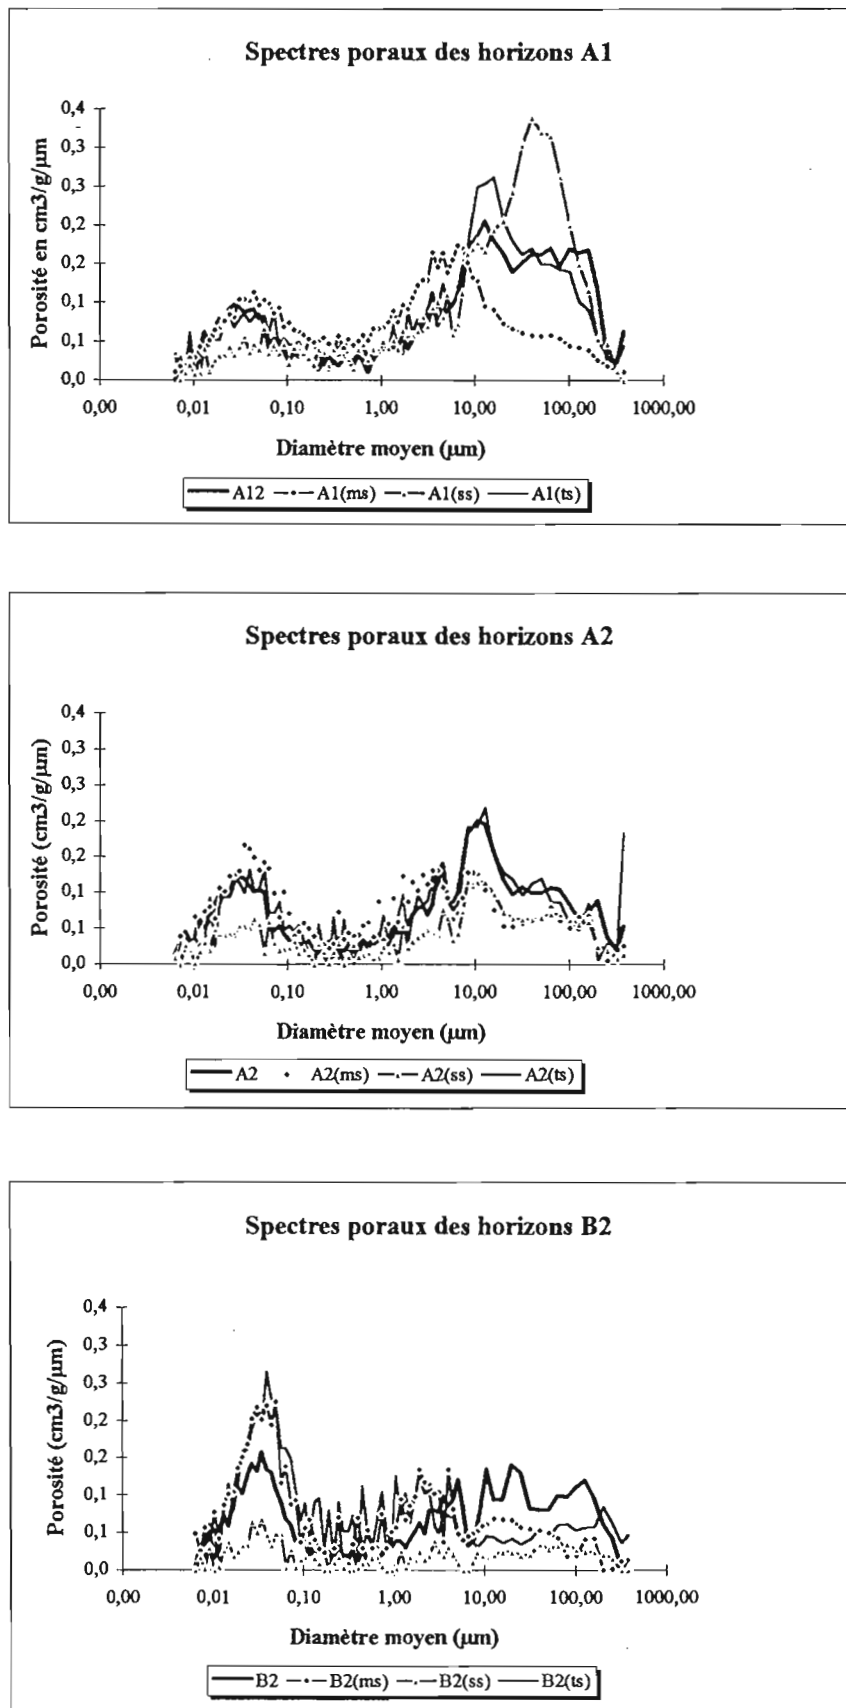 Spectres poraux des horizons A1
Porosité en cm3/g/µm
0,4
0,3
0,3
0,2
0,2
0,1
0,1
0,0
0,00 0,01 0,10 1,00 10,00 100,00 1000,00
Diamètre moyen (µm)
A12 A1(ms) A1(ss) A1(ts)
Spectres poraux des horizons A2
Porosité (cm3/g/µm)
0,4
0,3
0,3
0,2
0,2
0,1
0,1
0,0
0,00 0,01 0,10 1,00 10,00 100,00 1000,00
Diamètre moyen (µm)
A2 A2(ms) A2(ss) A2(ts)
Spectres poraux des horizons B2
Porosité (cm3/g/µm)
0,4
0,3
0,3
0,2
0,2
0,1
0,1
0,0
0,00 0,01 0,10 1,00 10,00 100,00 1000,00
Diamètre moyen (µm)
B2 B2(ms) B2(ss) B2(ts)